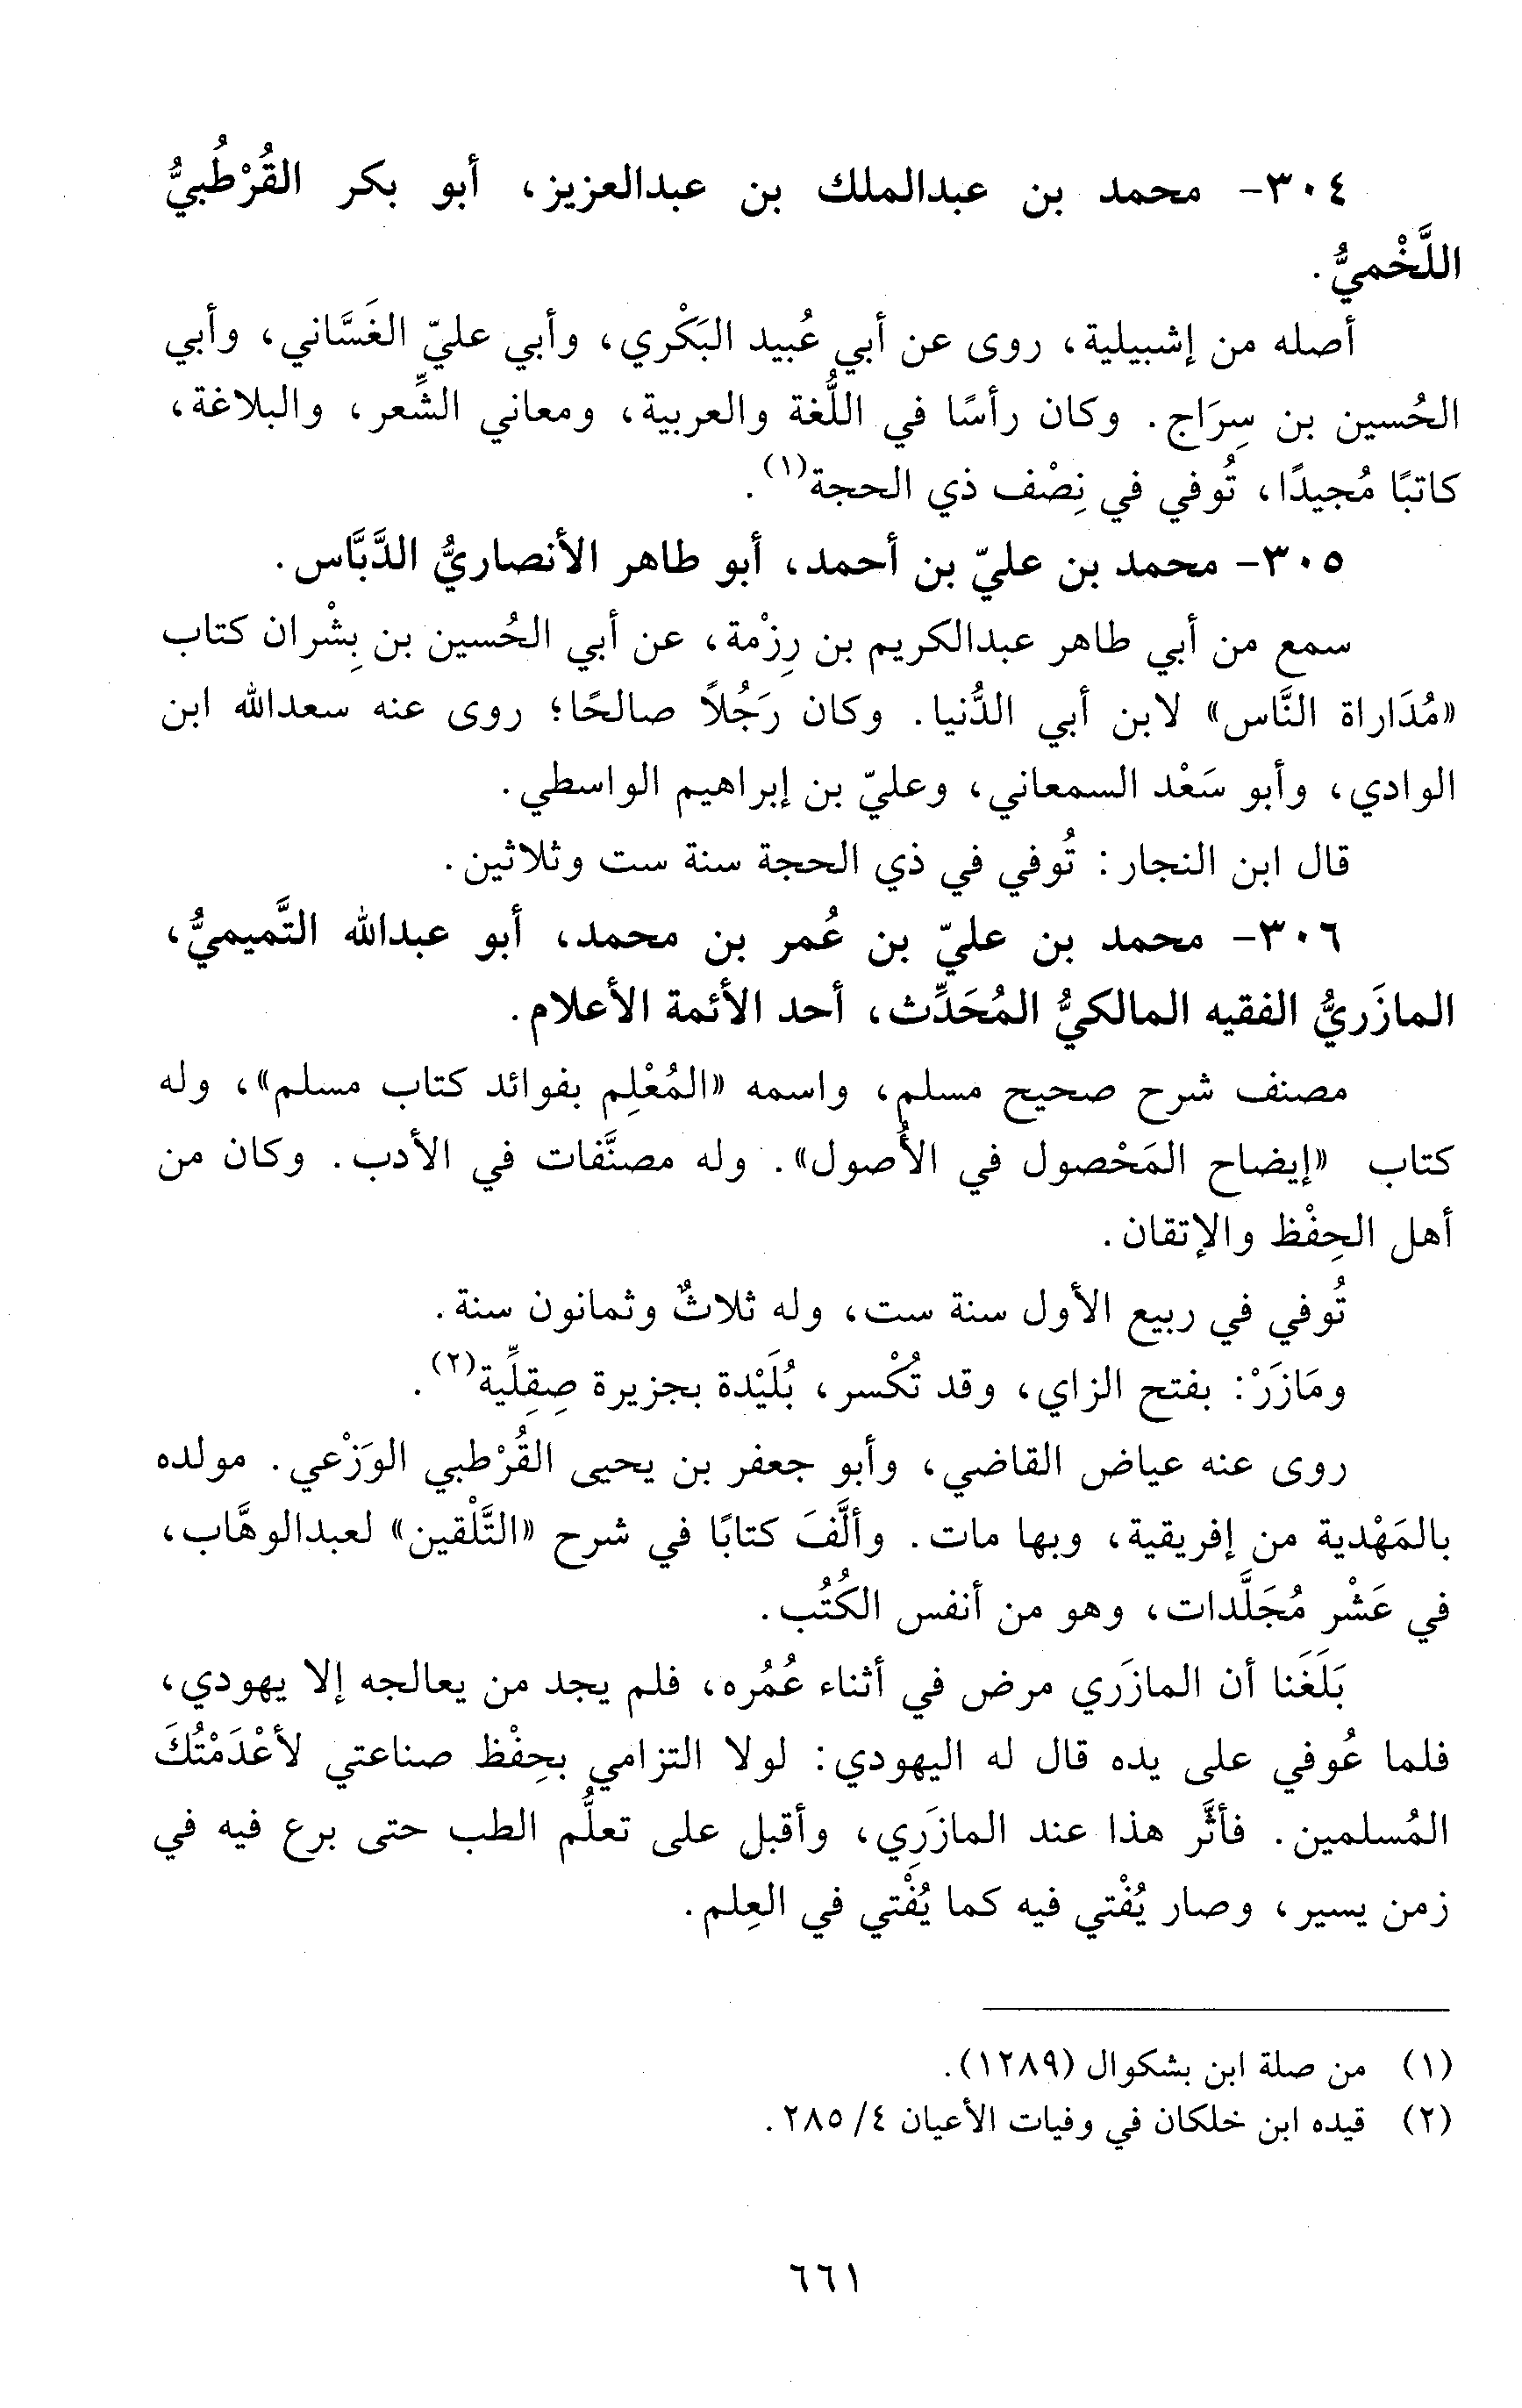 ٣٠٤- محمد بن عبدالملك بن عبدالعزيز، أبو بكر القُرْطُبيُّ
اللَّخْميُّ.
أصله من إشبيلية، روى عن أبي عُبيد البَكْري، وأبي عليّ الغَسَّاني، وأبي
الحُسين بن سِرَاج. وكان رأسًا في اللُّغة والعربية، ومعاني الشِّعر، والبلاغة،
كاتبًا مُجيدًا، تُوفي في نِصْف ذي الحجة(١).
٣٠٥- محمد بن عليّ بن أحمد، أبو طاهر الأنصاريُّ الدَّبَّاس.
سمع من أبي طاهر عبدالكريم بن رِزْمة، عن أبي الحُسين بن بِشْران كتاب
«مُدَاراة النَّاس» لابن أبي الدُّنيا. وكان رَجُلاً صالحًا؛ روى عنه سعدالله ابن
الوادي، وأبو سَعْد السمعاني، وعليّ بن إبراهيم الواسطي.
قال ابن النجار: تُوفي في ذي الحجة سنة ست وثلاثين.
٣٠٦- محمد بن عليّ بن عُمر بن محمد، أبو عبدالله التَّميميُّ،
المازَريُّ الفقيه المالكيُّ المُحَدِّث، أحد الأئمة الأعلام.
مصنف شرح صحيح مسلم، واسمه «المُعْلِم بفوائد كتاب مسلم»، وله
كتاب «إيضاح المَحْصول في الأُصول». وله مصنَّفات في الأدب. وكان من
أهل الحِفْظ والإتقان.
تُوفي في ربيع الأول سنة ست، وله ثلاثٌ وثمانون سنة.
ومَازَرْ: بفتح الزاي، وقد تُكْسر، بُلَيْدة بجزيرة صِقِلِّية(٢).
روى عنه عياض القاضي، وأبو جعفر بن يحيى القُرْطبي الوَزْعي. مولده
بالمَهْدية من إفريقية، وبها مات. وألَّفَ كتابًا في شرح «التَّلْقين» لعبدالوهَّاب،
في عَشْر مُجَلَّدات، وهو من أنفس الكُتُب.
بَلَغَنا أن المازَري مرض في أثناء عُمُره، فلم يجد من يعالجه إلا يهودي،
فلما عُوفي على يده قال له اليهودي: لولا التزامي بحِفْظ صناعتي لأعْدَمْتُكَ
المُسلمين. فأثَّر هذا عند المازَرِي، وأقبل على تعلُّم الطب حتى برع فيه في
زمن يسير، وصار يُفْتي فيه كما يُفْتي في العِلم.
(١) من صلة ابن بشكوال (١٢٨٩).
(٢) قيده ابن خلكان في وفيات الأعيان ٤/ ٢٨٥.
٦٦١